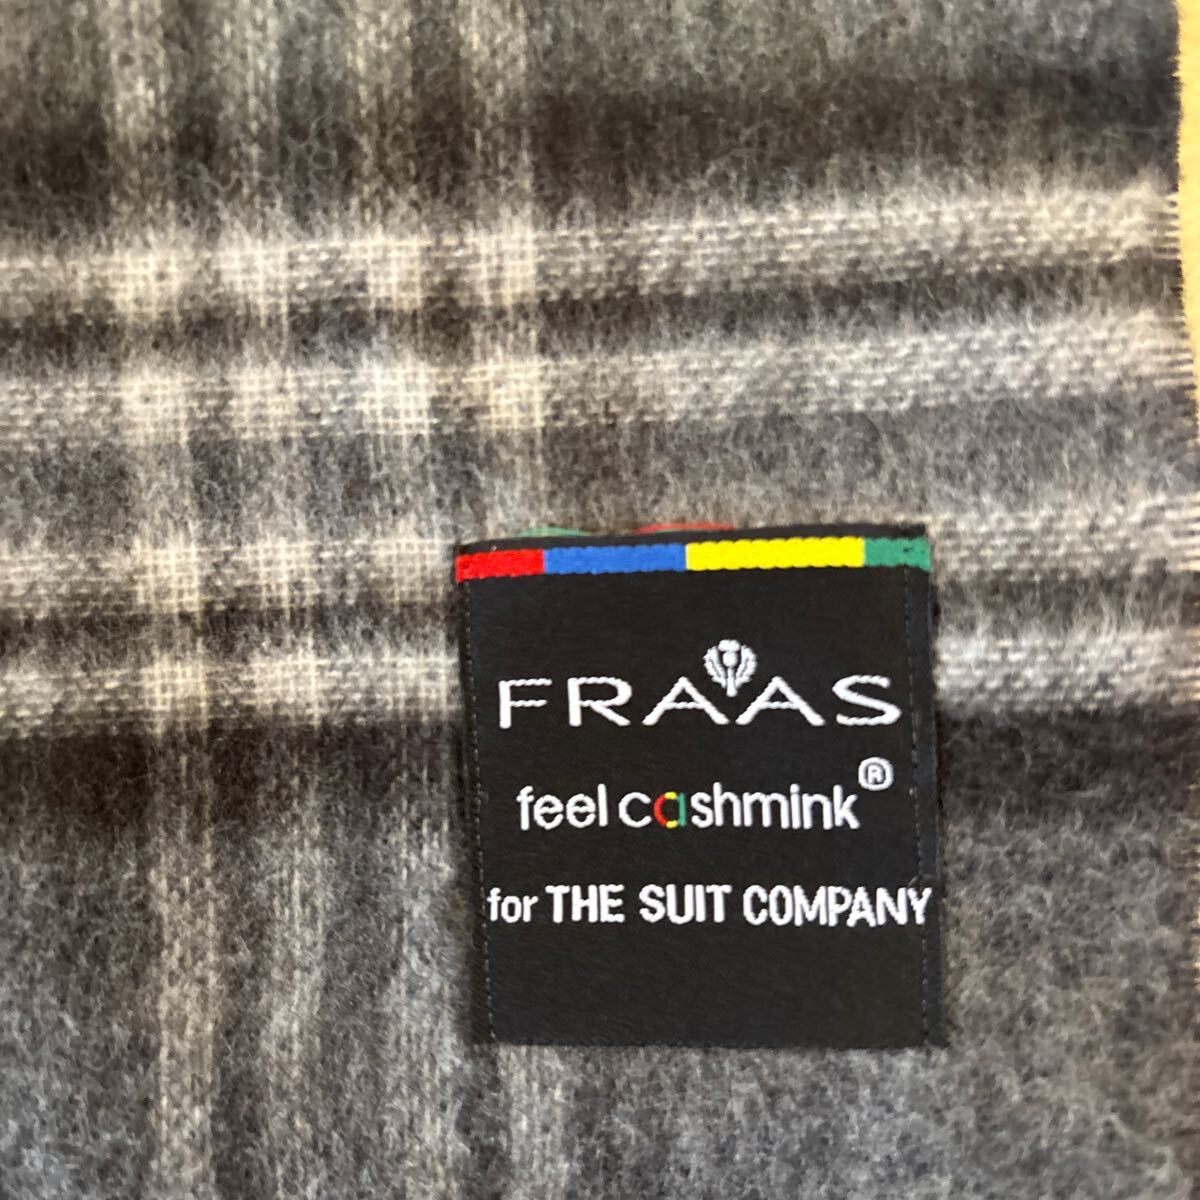 FRAAS
feel cashmink®
for THE SUIT COMPANY